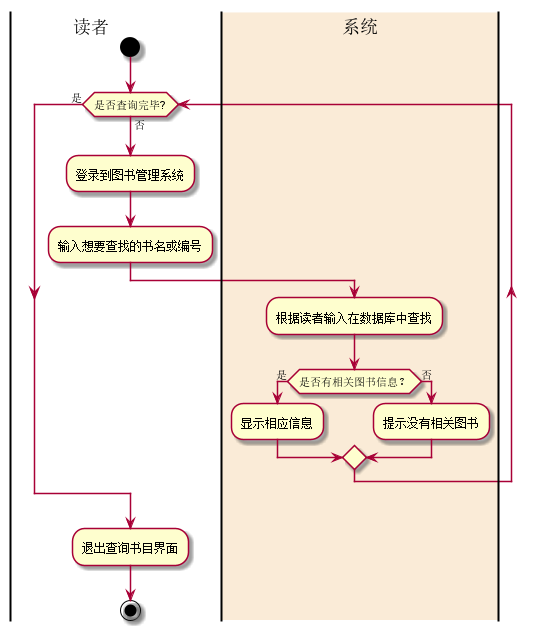 读者
系统
是
是否查询完毕?
否
登录到图书管理系统
输入想要查找的书名或编号
根据读者输入在数据库中查找
是
是否有相关图书信息?
否
显示相应信息
提示没有相关图书
退出查询书目界面